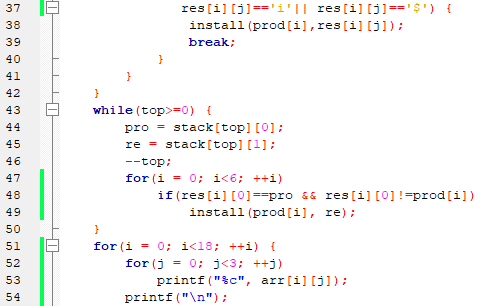 37 res[i][j]=='i'|| res[i][j]=='$') {
38 install(prod[i],res[i][j]);
39 break;
40 }
41 }
42 }
43 while(top>=0) {
44 pro = stack[top][0];
45 re = stack[top][1];
46 --top;
47 for(i = 0; i<6; ++i)
48 if(res[i][0]==pro && res[i][0]!=prod[i])
49 install(prod[i], re);
50 }
51 for(i = 0; i<18; ++i) {
52 for(j = 0; j<3; ++j)
53 printf("%c", arr[i][j]);
54 printf("\n");